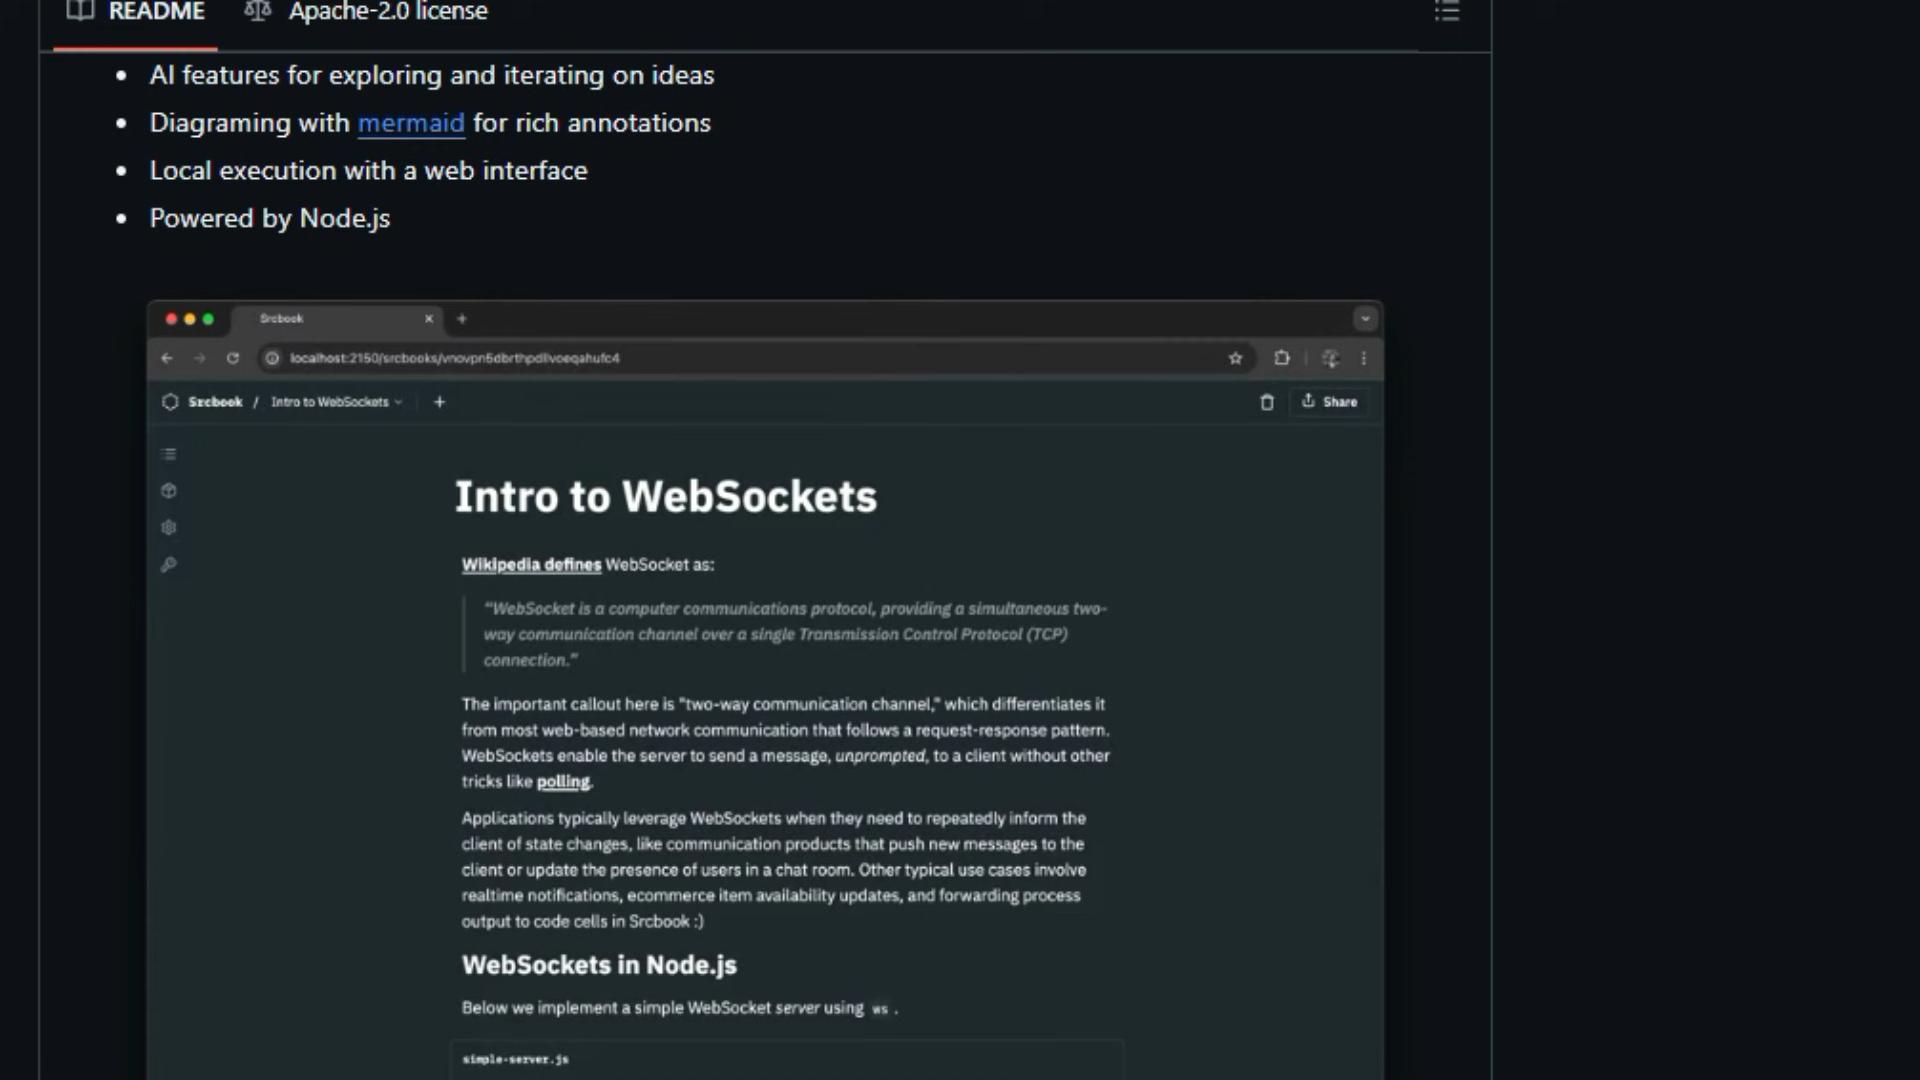 README Apache-2.0 license
AI features for exploring and iterating on ideas
Diagraming with mermaid for rich annotations
Local execution with a web interface
Powered by Node.js
Srcbook
localhost:2150/srcbooks/vnovpn5dbrthpdllvoeqahufc4
Srcbook / Intro to WebSockets
Share
Intro to WebSockets
Wikipedia defines WebSocket as:
"WebSocket is a computer communications protocol, providing a simultaneous two-
way communication channel over a single Transmission Control Protocol (TCP)
connection."
The important callout here is "two-way communication channel," which differentiates it
from most web-based network communication that follows a request-response pattern.
WebSockets enable the server to send a message, unprompted, to a client without other
tricks like polling.
Applications typically leverage WebSockets when they need to repeatedly inform the
client of state changes, like communication products that push new messages to the
client or update the presence of users in a chat room. Other typical use cases involve
realtime notifications, ecommerce item availability updates, and forwarding process
output to code cells in Srcbook :)
WebSockets in Node.js
Below we implement a simple WebSocket server using ws .
simple-server.js